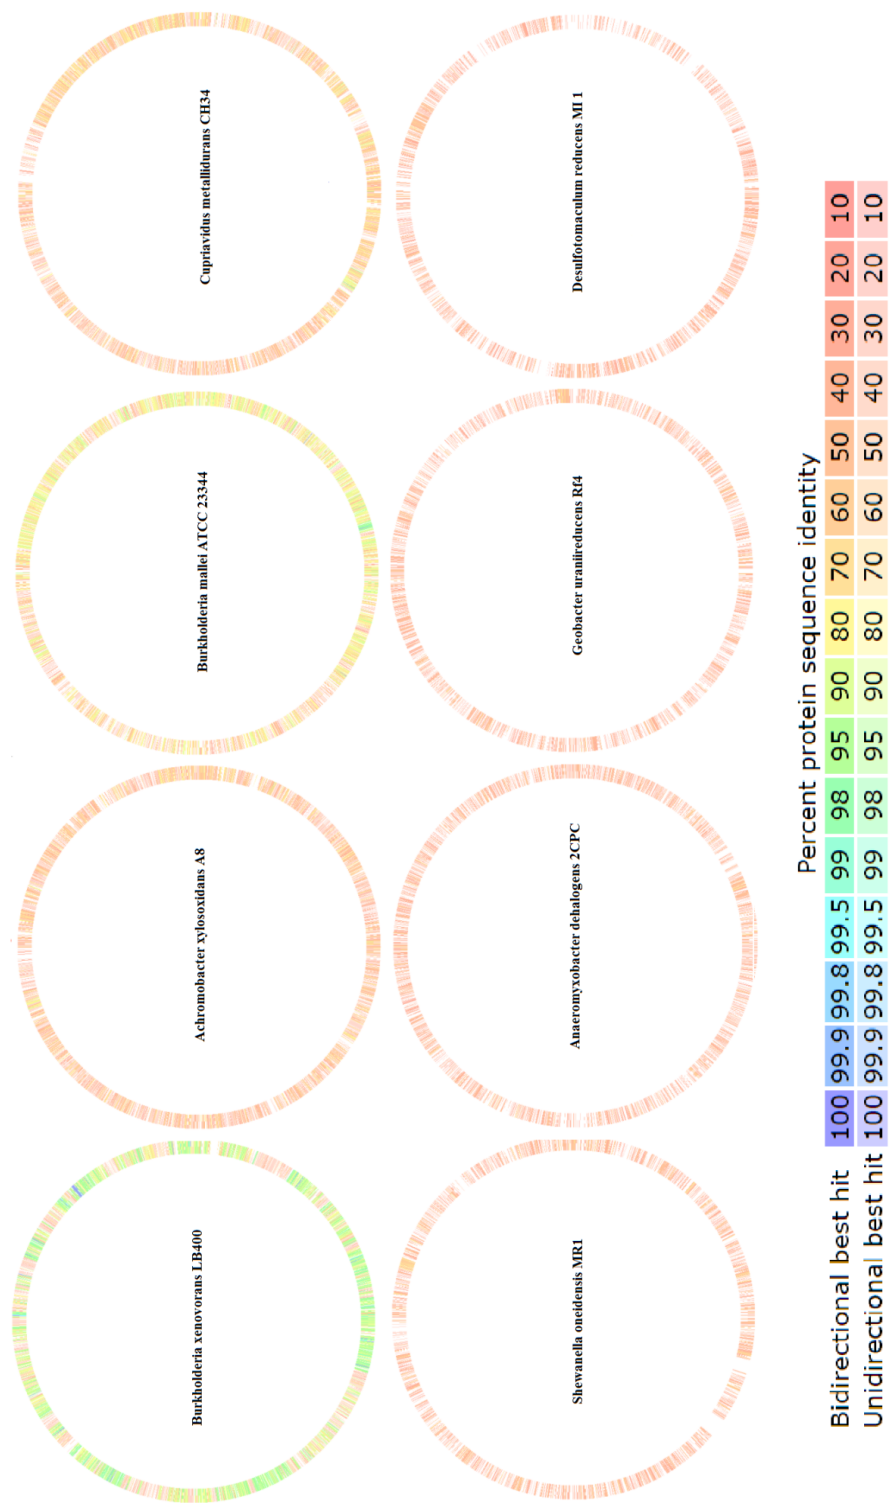 Burkholderia xenovorans LB400
Achromobacter xylosoxidans A8
Burkholderia mallei ATCC 23344
Cupriavidus metallidurans CH34
Shewanella oneidensis MR1
Anaeromyxobacter dehalogens 2CPC
Geobacter uraniireducens Rf4
Desulfotomaculum reducens MI 1
Percent protein sequence identity
Bidirectional best hit 100 99.9 99.8 99.5 99 98 95 90 80 70 60 50 40 30 20 10
Unidirectional best hit 100 99.9 99.8 99.5 99 98 95 90 80 70 60 50 40 30 20 10